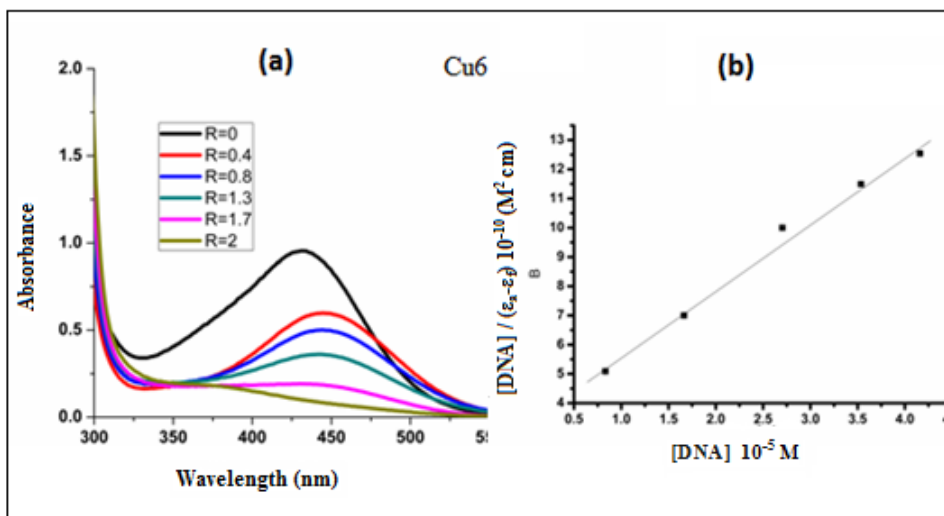 (a)
Cu6
(b)
2.0
1.5
1.0
0.5
0.0
Absorbance
R=0
R=0.4
R=0.8
R=1.3
R=1.7
R=2
300 350 400 450 500
Wavelength (nm)
[DNA] / (εa-εf) 10⁻¹⁰ (M² cm)
B
13
12
11
10
9
8
7
6
5
4
0.5 1.0 1.5 2.0 2.5 3.0 3.5 4.0
[DNA] 10⁻⁵ M